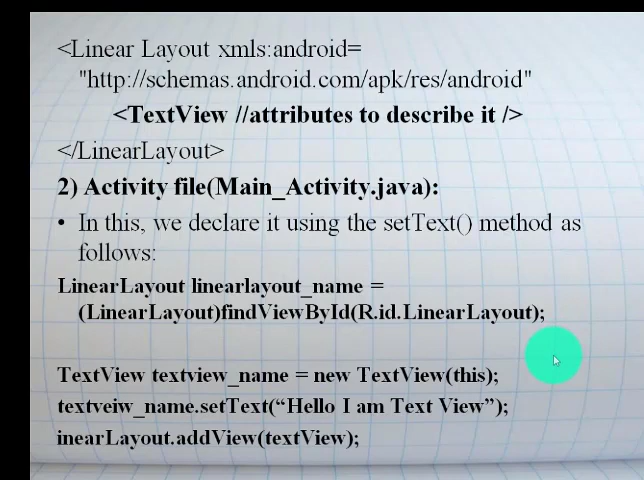 <Linear Layout xmls:android=
"http://schemas.android.com/apk/res/android"
<TextView //attributes to describe it />
</LinearLayout>
2) Activity file(Main_Activity.java):
• In this, we declare it using the setText() method as
follows:
LinearLayout linearlayout_name =
(LinearLayout)findViewById(R.id.LinearLayout);
TextView textview_name = new TextView(this);
textveiw_name.setText(“Hello I am Text View”);
inearLayout.addView(textView);